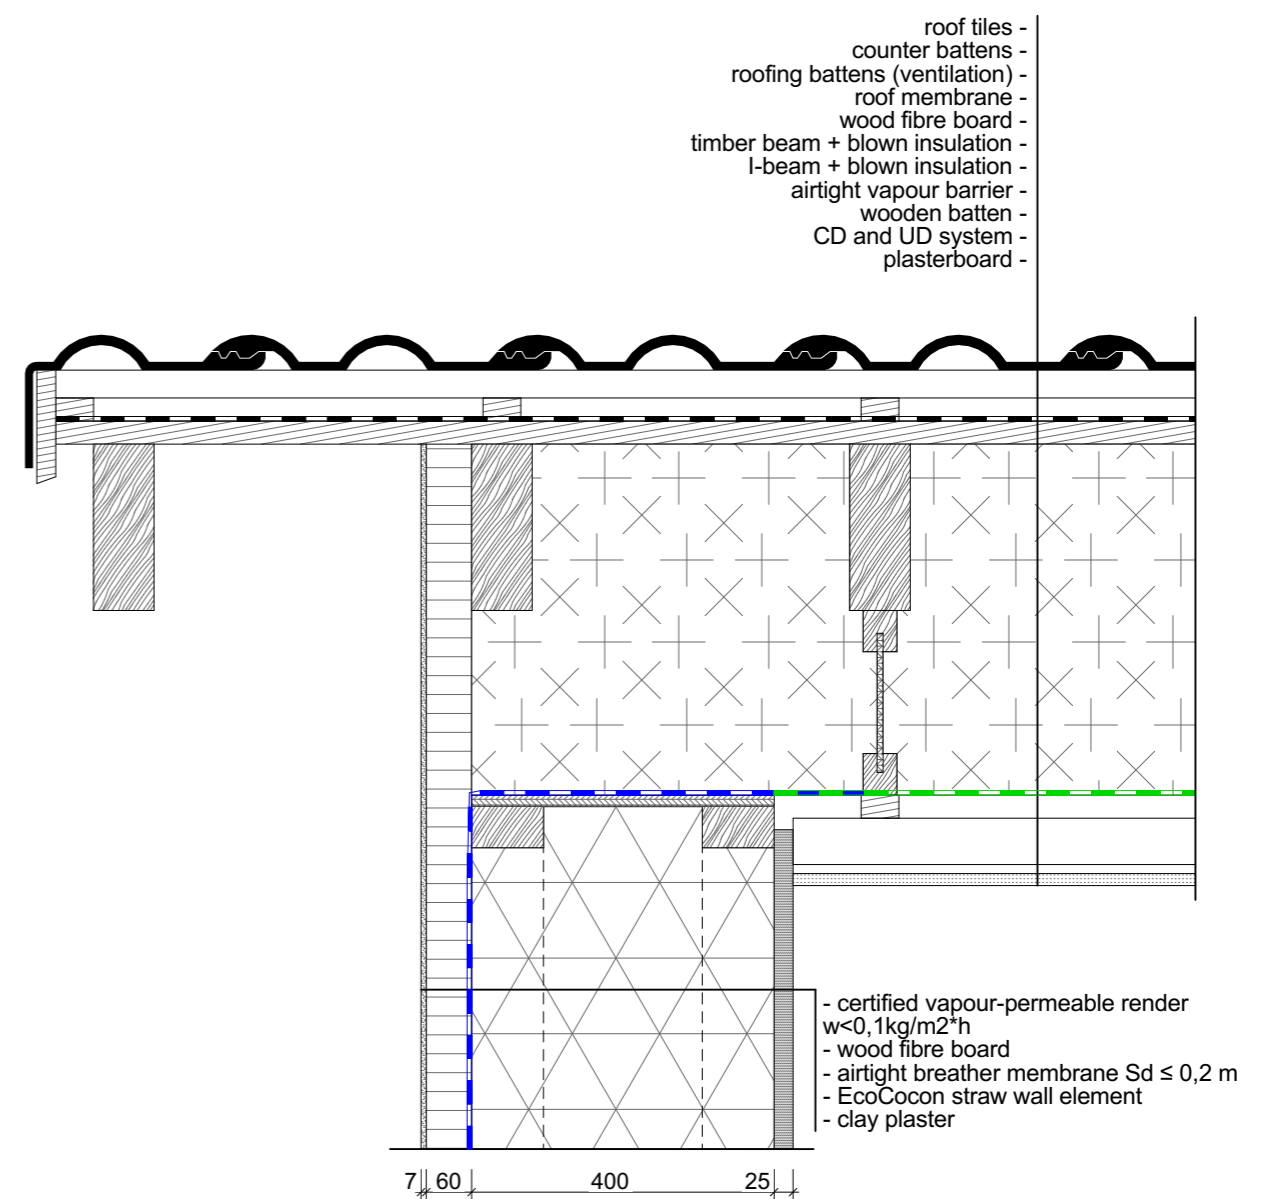 roof tiles -
counter battens -
roofing battens (ventilation) -
roof membrane -
wood fibre board -
timber beam + blown insulation -
I-beam + blown insulation -
airtight vapour barrier -
wooden batten -
CD and UD system -
plasterboard -
- certified vapour-permeable render
w<0,1kg/m2*h
- wood fibre board
- airtight breather membrane Sd ≤ 0,2 m
- EcoCocon straw wall element
- clay plaster
7 60 400 25